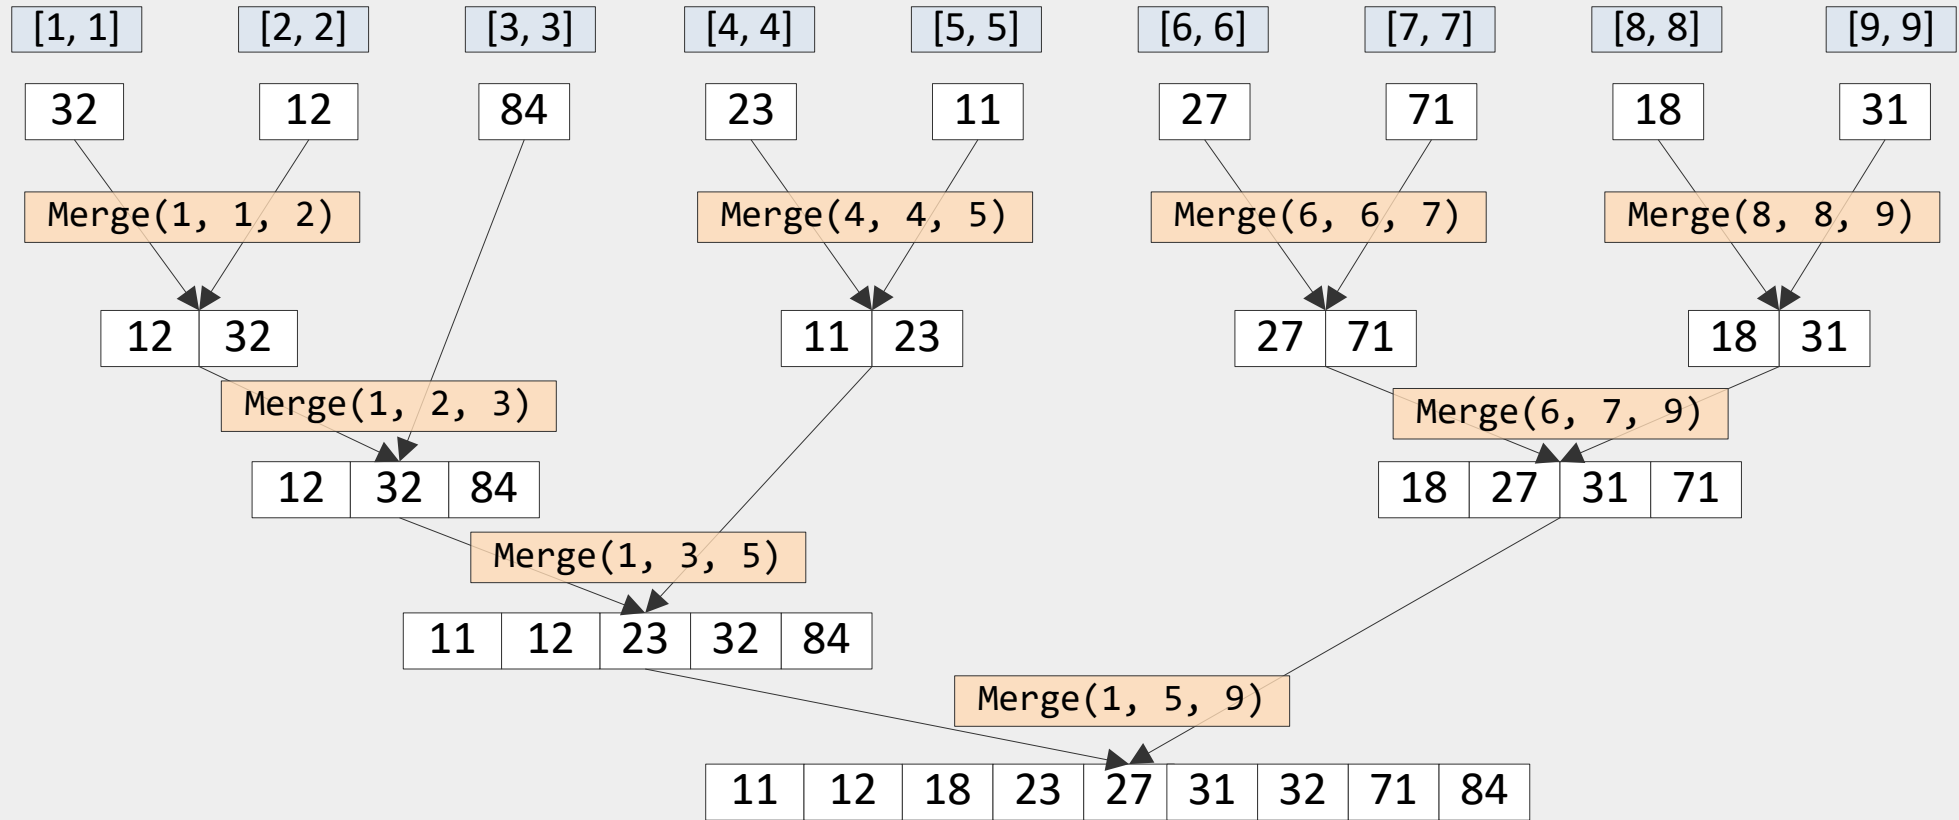 [1, 1] [2, 2] [3, 3] [4, 4] [5, 5] [6, 6] [7, 7] [8, 8] [9, 9]
32 12 84 23 11 27 71 18 31
Merge(1, 1, 2) Merge(4, 4, 5) Merge(6, 6, 7) Merge(8, 8, 9)
12 32 11 23 27 71 18 31
Merge(1, 2, 3) Merge(6, 7, 9)
12 32 84 18 27 31 71
Merge(1, 3, 5)
11 12 23 32 84
Merge(1, 5, 9)
11 12 18 23 27 31 32 71 84